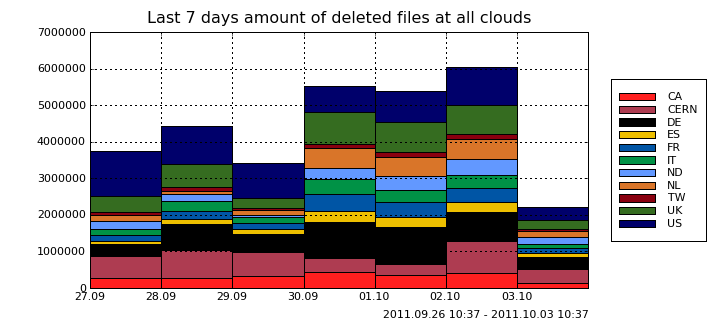 Last 7 days amount of deleted files at all clouds
7000000
6000000
5000000
4000000
3000000
2000000
1000000
0
27.09 28.09 29.09 30.09 01.10 02.10 03.10
CA
CERN
DE
ES
FR
IT
ND
NL
TW
UK
US
2011.09.26 10:37 - 2011.10.03 10:37